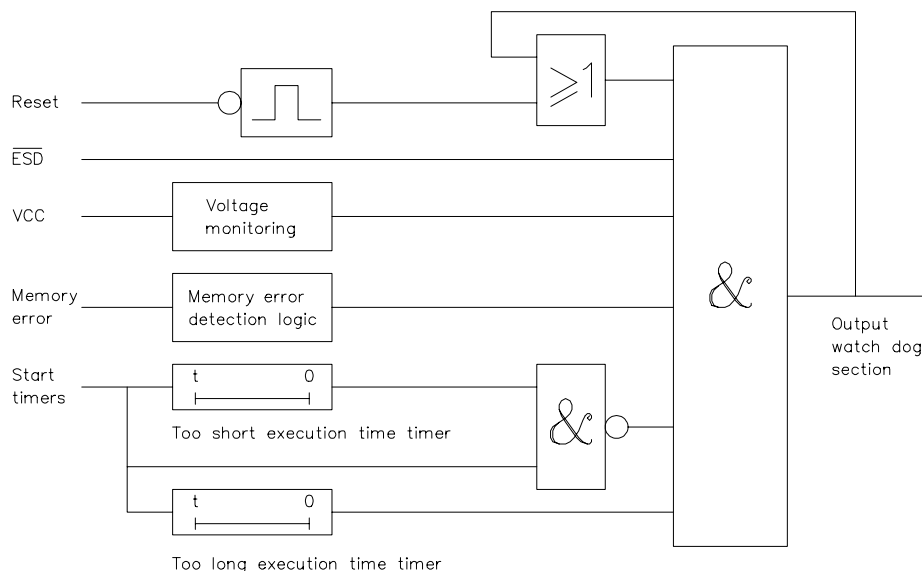 Reset
≥1
E̅S̅D̅
VCC
Voltage
monitoring
&
Memory
error
Memory error
detection logic
Output
watch dog
section
Start
timers
t 0
&
Too short execution time timer
t 0
Too long execution time timer